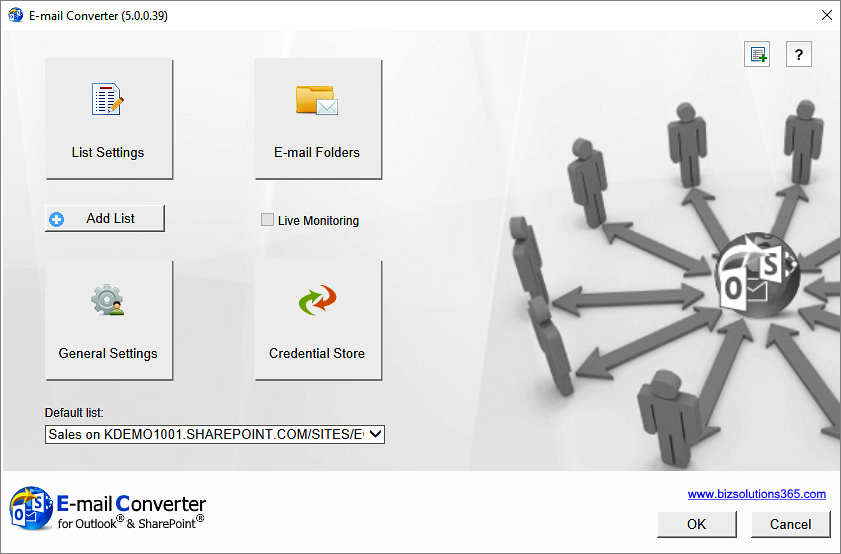 E-mail Converter (5.0.0.39)
?
List Settings
E-mail Folders
Add List
Live Monitoring
General Settings
Credential Store
Default list:
Sales on KDEMO1001.SHAREPOINT.COM/SITES/E
O S
O S
E-mail Converter
for Outlook® & SharePoint®
www.bizsolutions365.com
OK
Cancel